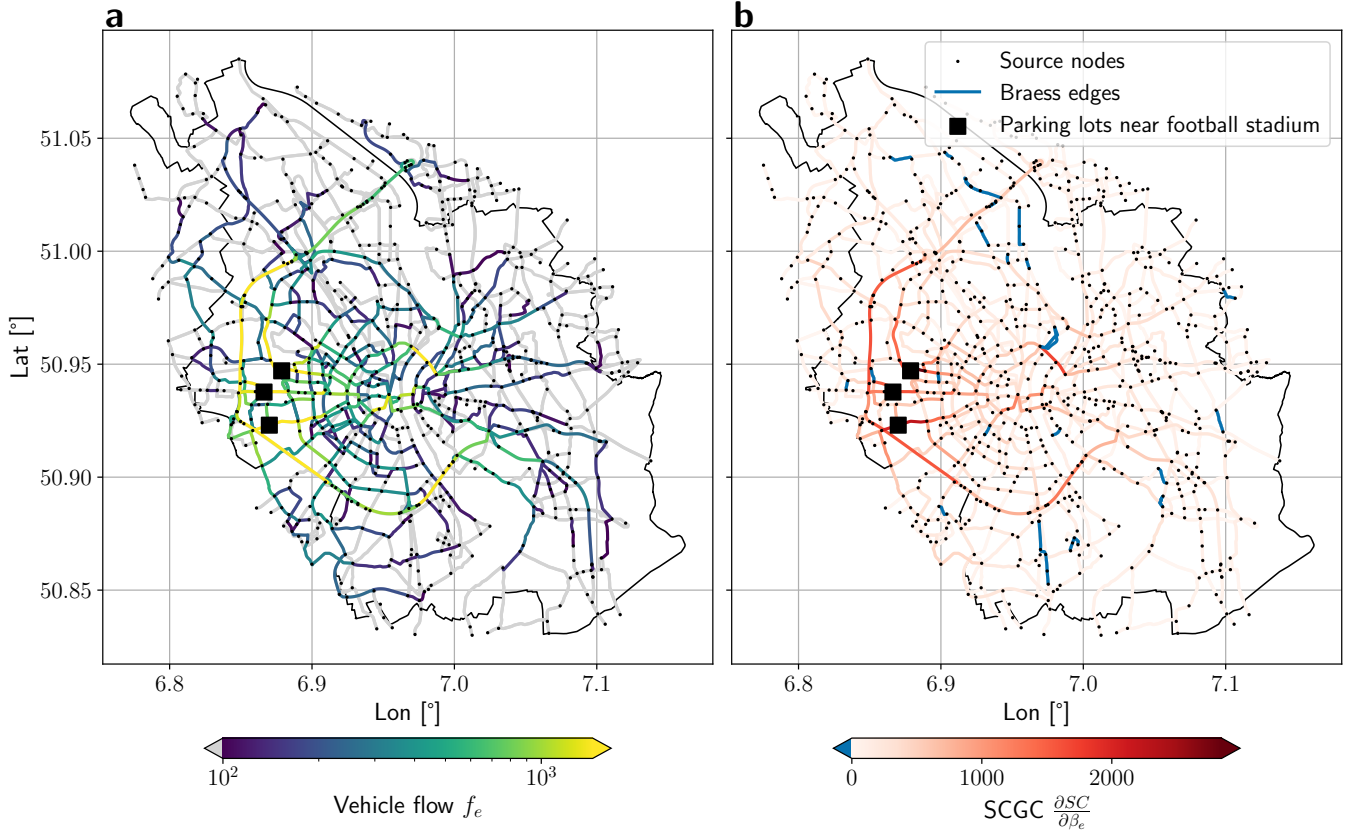 a
b
Source nodes
Braess edges
Parking lots near football stadium
Lat [°]
51.05
51.00
50.95
50.90
50.85
6.8 6.9 7.0 7.1
6.8 6.9 7.0 7.1
Lon [°]
Lon [°]
10² 10³
Vehicle flow fₑ
0 1000 2000
SCGC ∂SC/∂βₑ